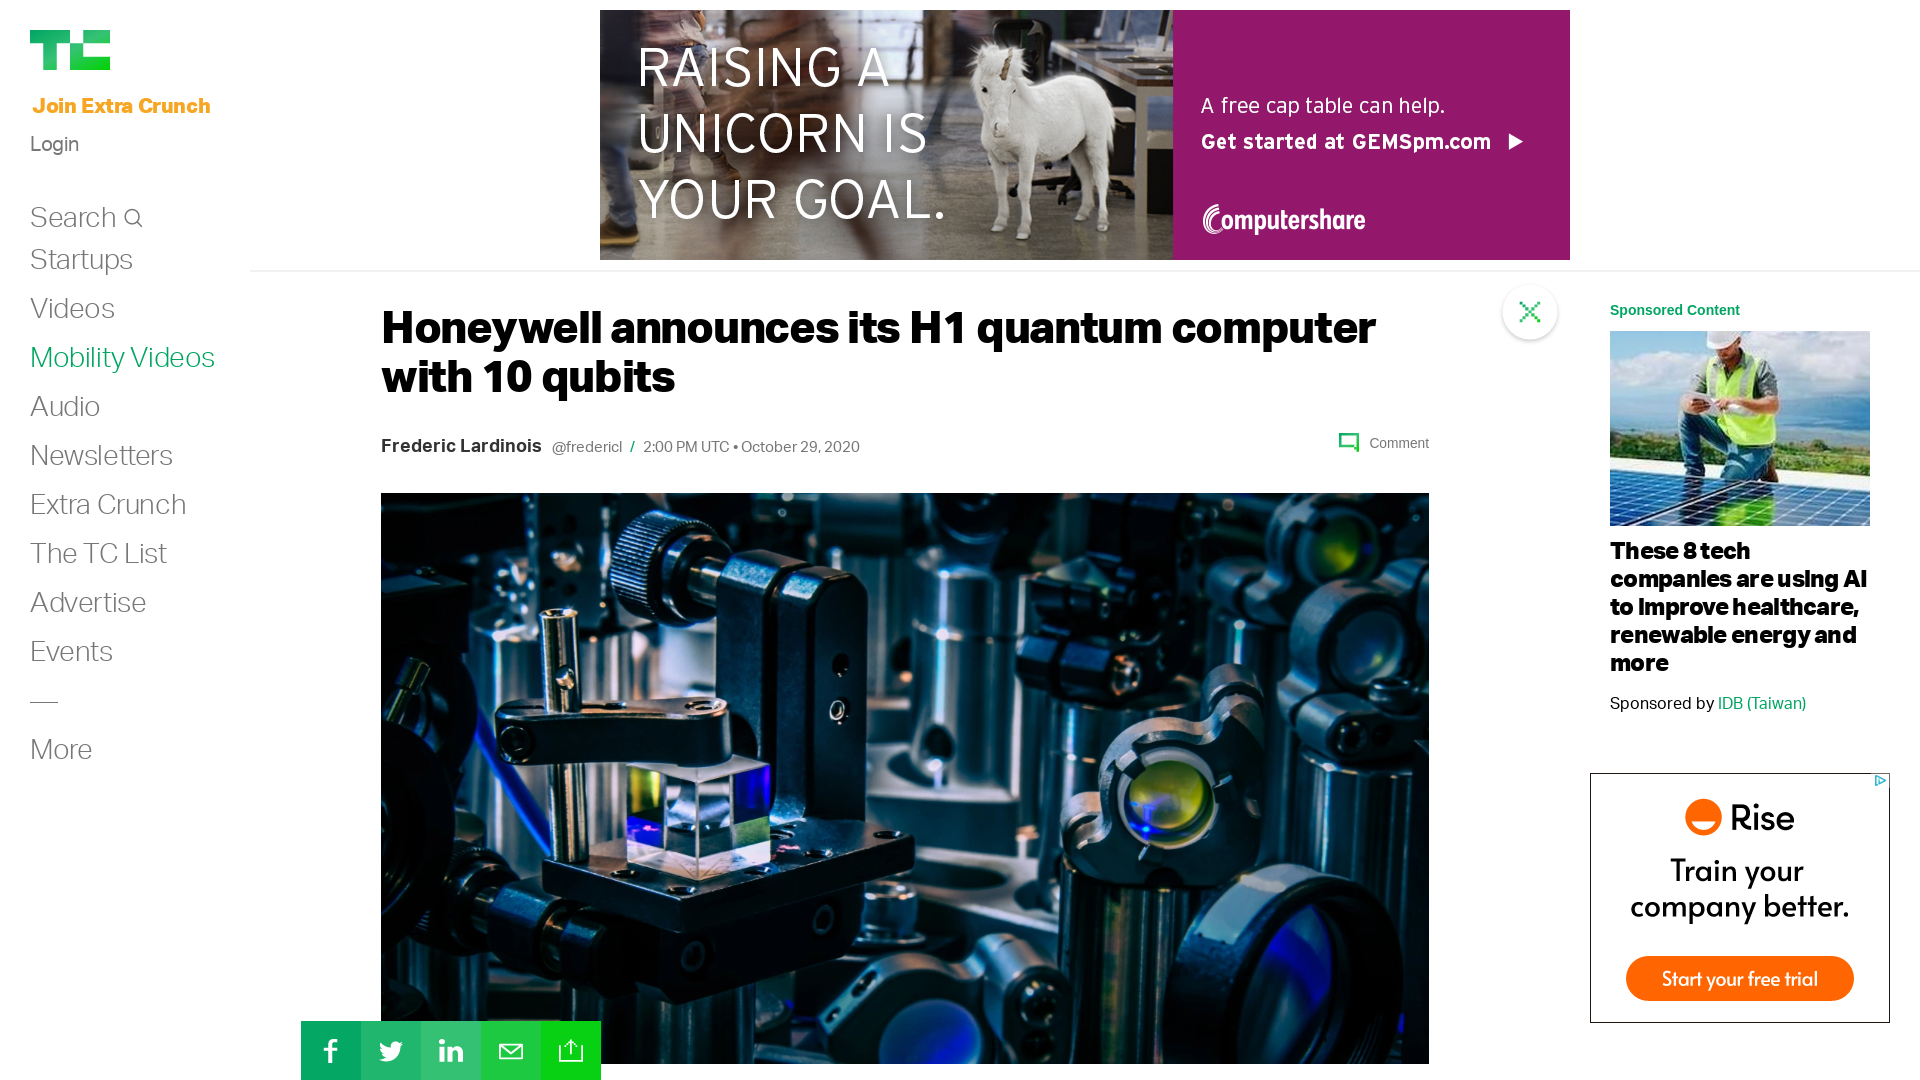 TC
Join Extra Crunch
Login
Search
Startups
Videos
Mobility Videos
Audio
Newsletters
Extra Crunch
The TC List
Advertise
Events
More
RAISING A
UNICORN IS
YOUR GOAL.
A free cap table can help.
Get started at GEMSpm.com
Computershare
Honeywell announces its H1 quantum computer
with 10 qubits
Frederic Lardinois @fredericl / 2:00 PM UTC • October 29, 2020
Comment
Sponsored Content
These 8 tech
companies are using AI
to improve healthcare,
renewable energy and
more
Sponsored by IDB (Taiwan)
Rise
Train your
company better.
Start your free trial